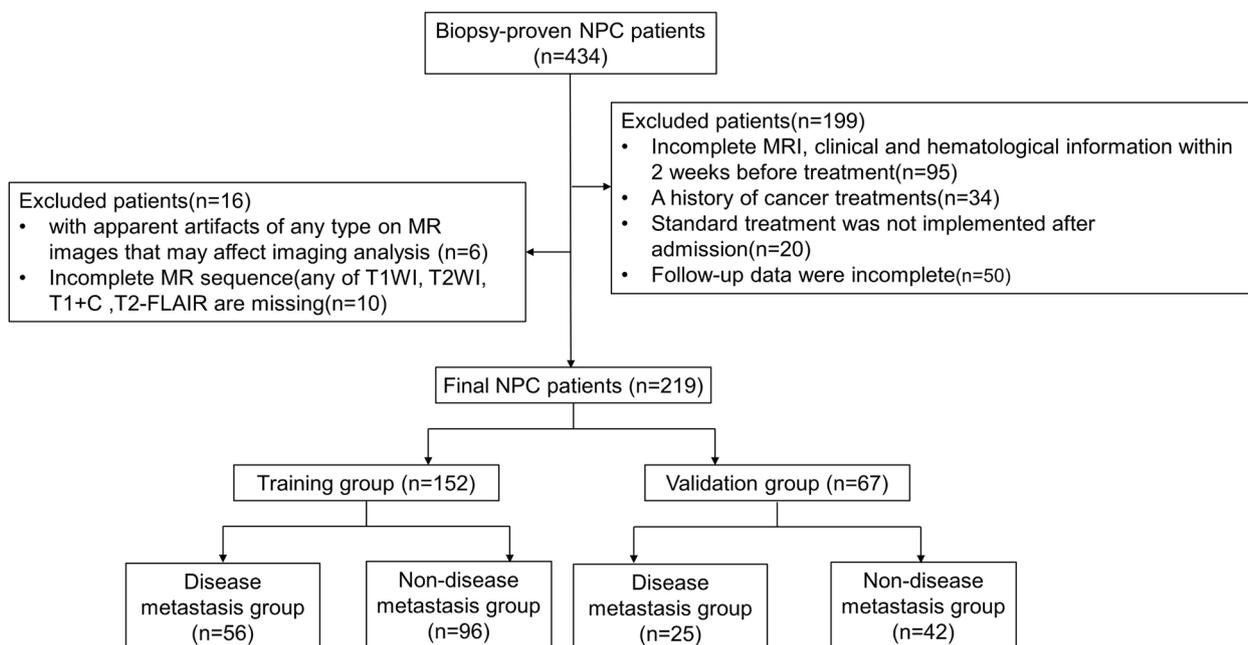 Biopsy-proven NPC patients
(n=434)
Excluded patients(n=199)
• Incomplete MRI, clinical and hematological information within
2 weeks before treatment(n=95)
• A history of cancer treatments(n=34)
• Standard treatment was not implemented after
admission(n=20)
• Follow-up data were incomplete(n=50)
Excluded patients(n=16)
• with apparent artifacts of any type on MR
images that may affect imaging analysis (n=6)
• Incomplete MR sequence(any of T1WI, T2WI,
T1+C ,T2-FLAIR are missing(n=10)
Final NPC patients (n=219)
Training group (n=152)
Validation group (n=67)
Disease
metastasis group
(n=56)
Non-disease
metastasis group
(n=96)
Disease
metastasis group
(n=25)
Non-disease
metastasis group
(n=42)